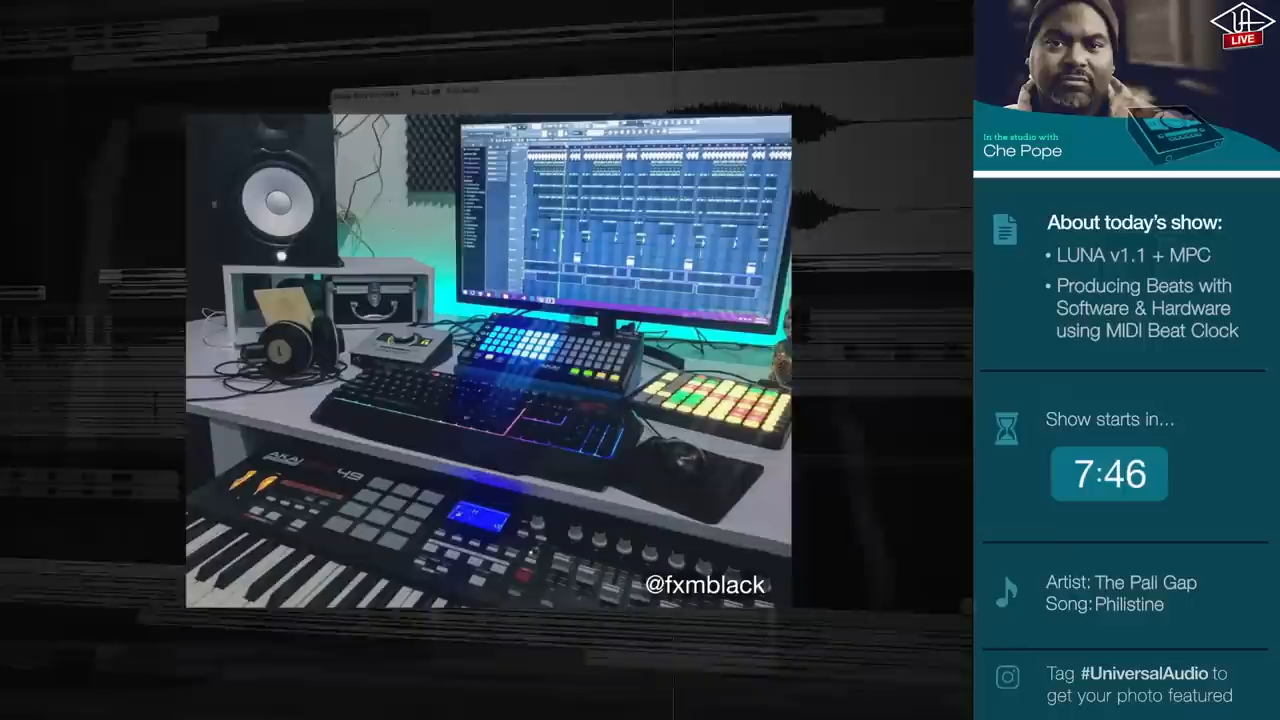 UA
LIVE
In the studio with
Che Pope
About today's show:
• LUNA v1.1 + MPC
• Producing Beats with
Software & Hardware
using MIDI Beat Clock
Show starts in...
7:46
Artist: The Pali Gap
Song: Philistine
Tag #UniversalAudio to
get your photo featured
AKAI
49
@fxmblack